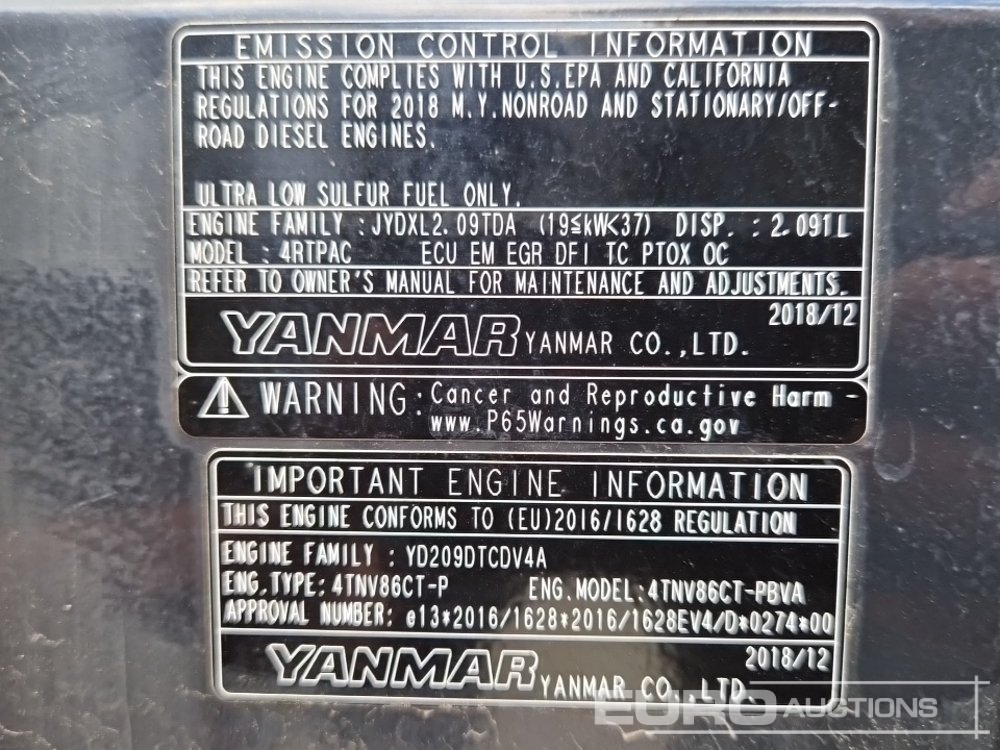 EMISSION CONTROL INFORMATION
THIS ENGINE COMPLIES WITH U.S.EPA AND CALIFORNIA
REGULATIONS FOR 2018 M.Y.NONROAD AND STATIONARY/OFF-
ROAD DIESEL ENGINES.
ULTRA LOW SULFUR FUEL ONLY.
ENGINE FAMILY : JYDXL2.09TDA (19≦kW<37) DISP. : 2.091L
MODEL : 4RTPAC ECU EM EGR DFI TC PTOX OC
REFER TO OWNER'S MANUAL FOR MAINTENANCE AND ADJUSTMENTS.
2018/12
YANMAR YANMAR CO.,LTD.
WARNING: Cancer and Reproductive Harm -
www.P65Warnings.ca.gov
IMPORTANT ENGINE INFORMATION
THIS ENGINE CONFORMS TO (EU)2016/1628 REGULATION
ENGINE FAMILY: YD209DTCDV4A
ENG.TYPE: 4TNV86CT-P ENG.MODEL:4TNV86CT-PBVA
APPROVAL NUMBER: e13*2016/1628*2016/1628EV4/D*0274*00
2018/12
YANMAR YANMAR CO., LTD.
EURO AUCTIONS